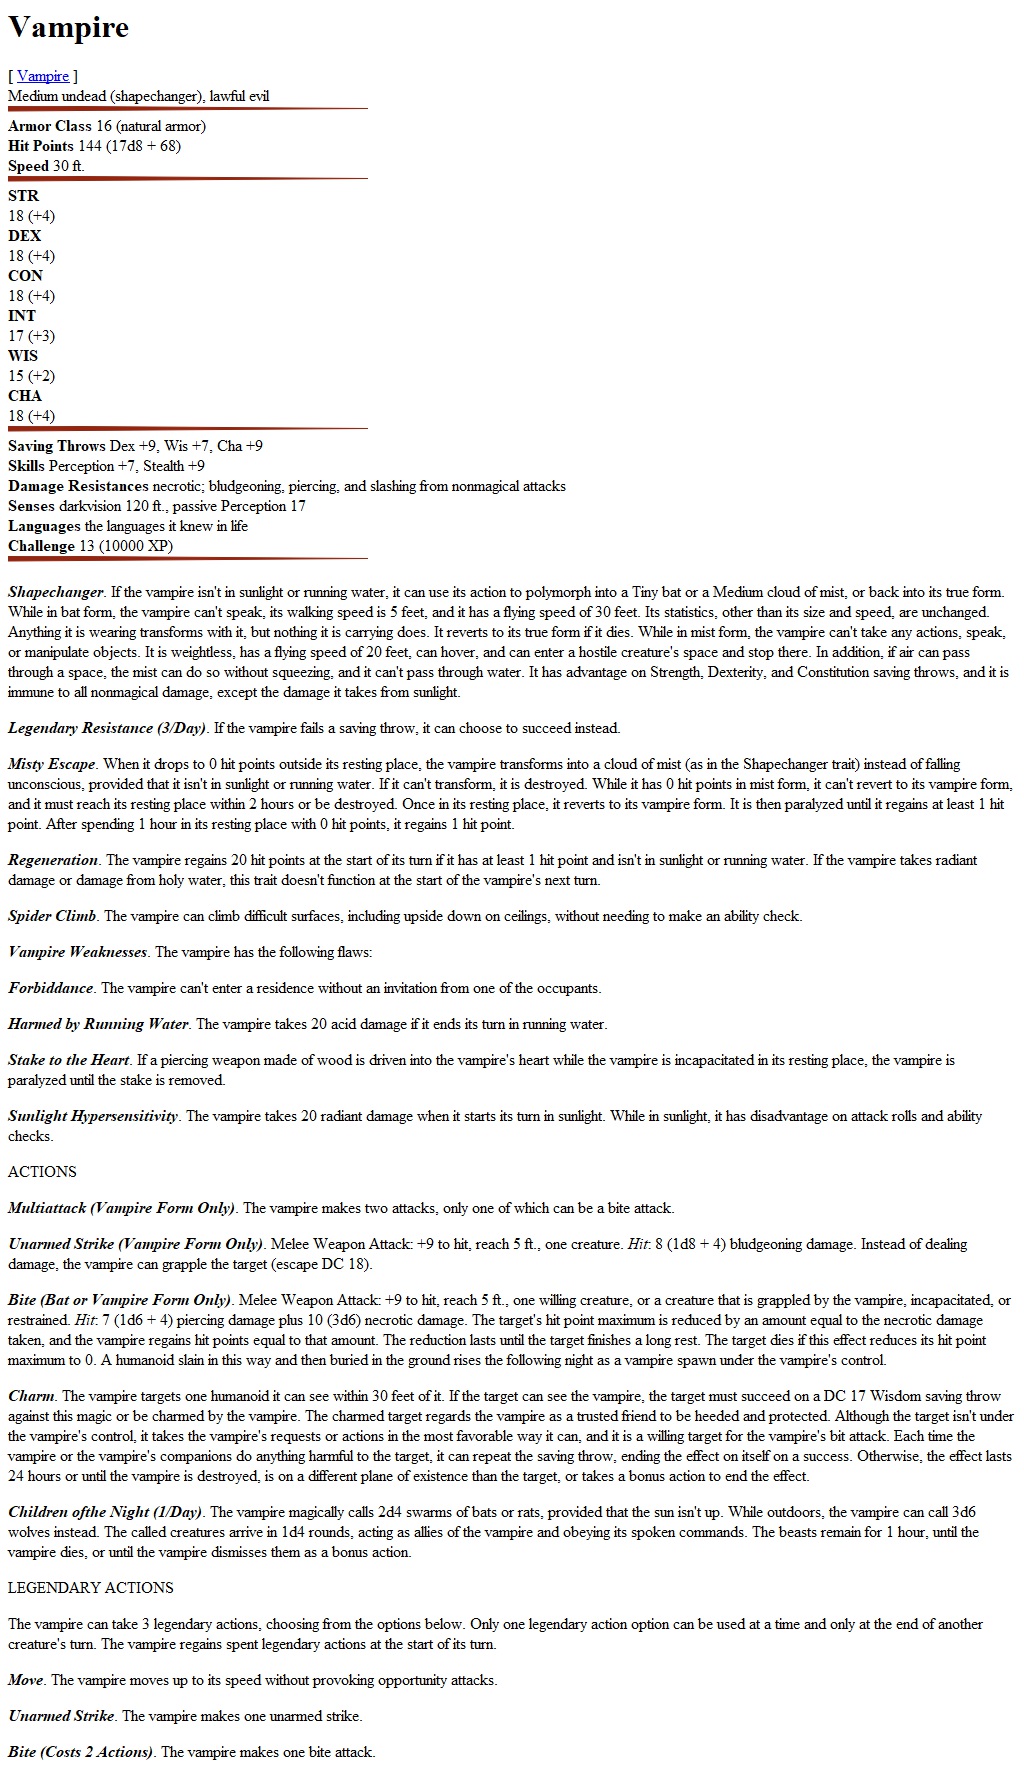 Vampire
[ Vampire ]
Medium undead (shapechanger), lawful evil
Armor Class 16 (natural armor)
Hit Points 144 (17d8 + 68)
Speed 30 ft.
STR
18 (+4)
DEX
18 (+4)
CON
18 (+4)
INT
17 (+3)
WIS
15 (+2)
CHA
18 (+4)
Saving Throws Dex +9, Wis +7, Cha +9
Skills Perception +7, Stealth +9
Damage Resistances necrotic; bludgeoning, piercing, and slashing from nonmagical attacks
Senses darkvision 120 ft., passive Perception 17
Languages the languages it knew in life
Challenge 13 (10000 XP)
Shapechanger. If the vampire isn't in sunlight or running water, it can use its action to polymorph into a Tiny bat or a Medium cloud of mist, or back into its true form.
While in bat form, the vampire can't speak, its walking speed is 5 feet, and it has a flying speed of 30 feet. Its statistics, other than its size and speed, are unchanged.
Anything it is wearing transforms with it, but nothing it is carrying does. It reverts to its true form if it dies. While in mist form, the vampire can't take any actions, speak,
or manipulate objects. It is weightless, has a flying speed of 20 feet, can hover, and can enter a hostile creature's space and stop there. In addition, if air can pass
through a space, the mist can do so without squeezing, and it can't pass through water. It has advantage on Strength, Dexterity, and Constitution saving throws, and it is
immune to all nonmagical damage, except the damage it takes from sunlight.
Legendary Resistance (3/Day). If the vampire fails a saving throw, it can choose to succeed instead.
Misty Escape. When it drops to 0 hit points outside its resting place, the vampire transforms into a cloud of mist (as in the Shapechanger trait) instead of falling
unconscious, provided that it isn't in sunlight or running water. If it can't transform, it is destroyed. While it has 0 hit points in mist form, it can't revert to its vampire form,
and it must reach its resting place within 2 hours or be destroyed. Once in its resting place, it reverts to its vampire form. It is then paralyzed until it regains at least 1 hit
point. After spending 1 hour in its resting place with 0 hit points, it regains 1 hit point.
Regeneration. The vampire regains 20 hit points at the start of its turn if it has at least 1 hit point and isn't in sunlight or running water. If the vampire takes radiant
damage or damage from holy water, this trait doesn't function at the start of the vampire's next turn.
Spider Climb. The vampire can climb difficult surfaces, including upside down on ceilings, without needing to make an ability check.
Vampire Weaknesses. The vampire has the following flaws:
Forbiddance. The vampire can't enter a residence without an invitation from one of the occupants.
Harmed by Running Water. The vampire takes 20 acid damage if it ends its turn in running water.
Stake to the Heart. If a piercing weapon made of wood is driven into the vampire's heart while the vampire is incapacitated in its resting place, the vampire is
paralyzed until the stake is removed.
Sunlight Hypersensitivity. The vampire takes 20 radiant damage when it starts its turn in sunlight. While in sunlight, it has disadvantage on attack rolls and ability
checks.
ACTIONS
Multiattack (Vampire Form Only). The vampire makes two attacks, only one of which can be a bite attack.
Unarmed Strike (Vampire Form Only). Melee Weapon Attack: +9 to hit, reach 5 ft., one creature. Hit: 8 (1d8 + 4) bludgeoning damage. Instead of dealing
damage, the vampire can grapple the target (escape DC 18).
Bite (Bat or Vampire Form Only). Melee Weapon Attack: +9 to hit, reach 5 ft., one willing creature, or a creature that is grappled by the vampire, incapacitated, or
restrained. Hit: 7 (1d6 + 4) piercing damage plus 10 (3d6) necrotic damage. The target's hit point maximum is reduced by an amount equal to the necrotic damage
taken, and the vampire regains hit points equal to that amount. The reduction lasts until the target finishes a long rest. The target dies if this effect reduces its hit point
maximum to 0. A humanoid slain in this way and then buried in the ground rises the following night as a vampire spawn under the vampire's control.
Charm. The vampire targets one humanoid it can see within 30 feet of it. If the target can see the vampire, the target must succeed on a DC 17 Wisdom saving throw
against this magic or be charmed by the vampire. The charmed target regards the vampire as a trusted friend to be heeded and protected. Although the target isn't under
the vampire's control, it takes the vampire's requests or actions in the most favorable way it can, and it is a willing target for the vampire's bit attack. Each time the
vampire or the vampire's companions do anything harmful to the target, it can repeat the saving throw, ending the effect on itself on a success. Otherwise, the effect lasts
24 hours or until the vampire is destroyed, is on a different plane of existence than the target, or takes a bonus action to end the effect.
Children ofthe Night (1/Day). The vampire magically calls 2d4 swarms of bats or rats, provided that the sun isn't up. While outdoors, the vampire can call 3d6
wolves instead. The called creatures arrive in 1d4 rounds, acting as allies of the vampire and obeying its spoken commands. The beasts remain for 1 hour, until the
vampire dies, or until the vampire dismisses them as a bonus action.
LEGENDARY ACTIONS
The vampire can take 3 legendary actions, choosing from the options below. Only one legendary action option can be used at a time and only at the end of another
creature's turn. The vampire regains spent legendary actions at the start of its turn.
Move. The vampire moves up to its speed without provoking opportunity attacks.
Unarmed Strike. The vampire makes one unarmed strike.
Bite (Costs 2 Actions). The vampire makes one bite attack.